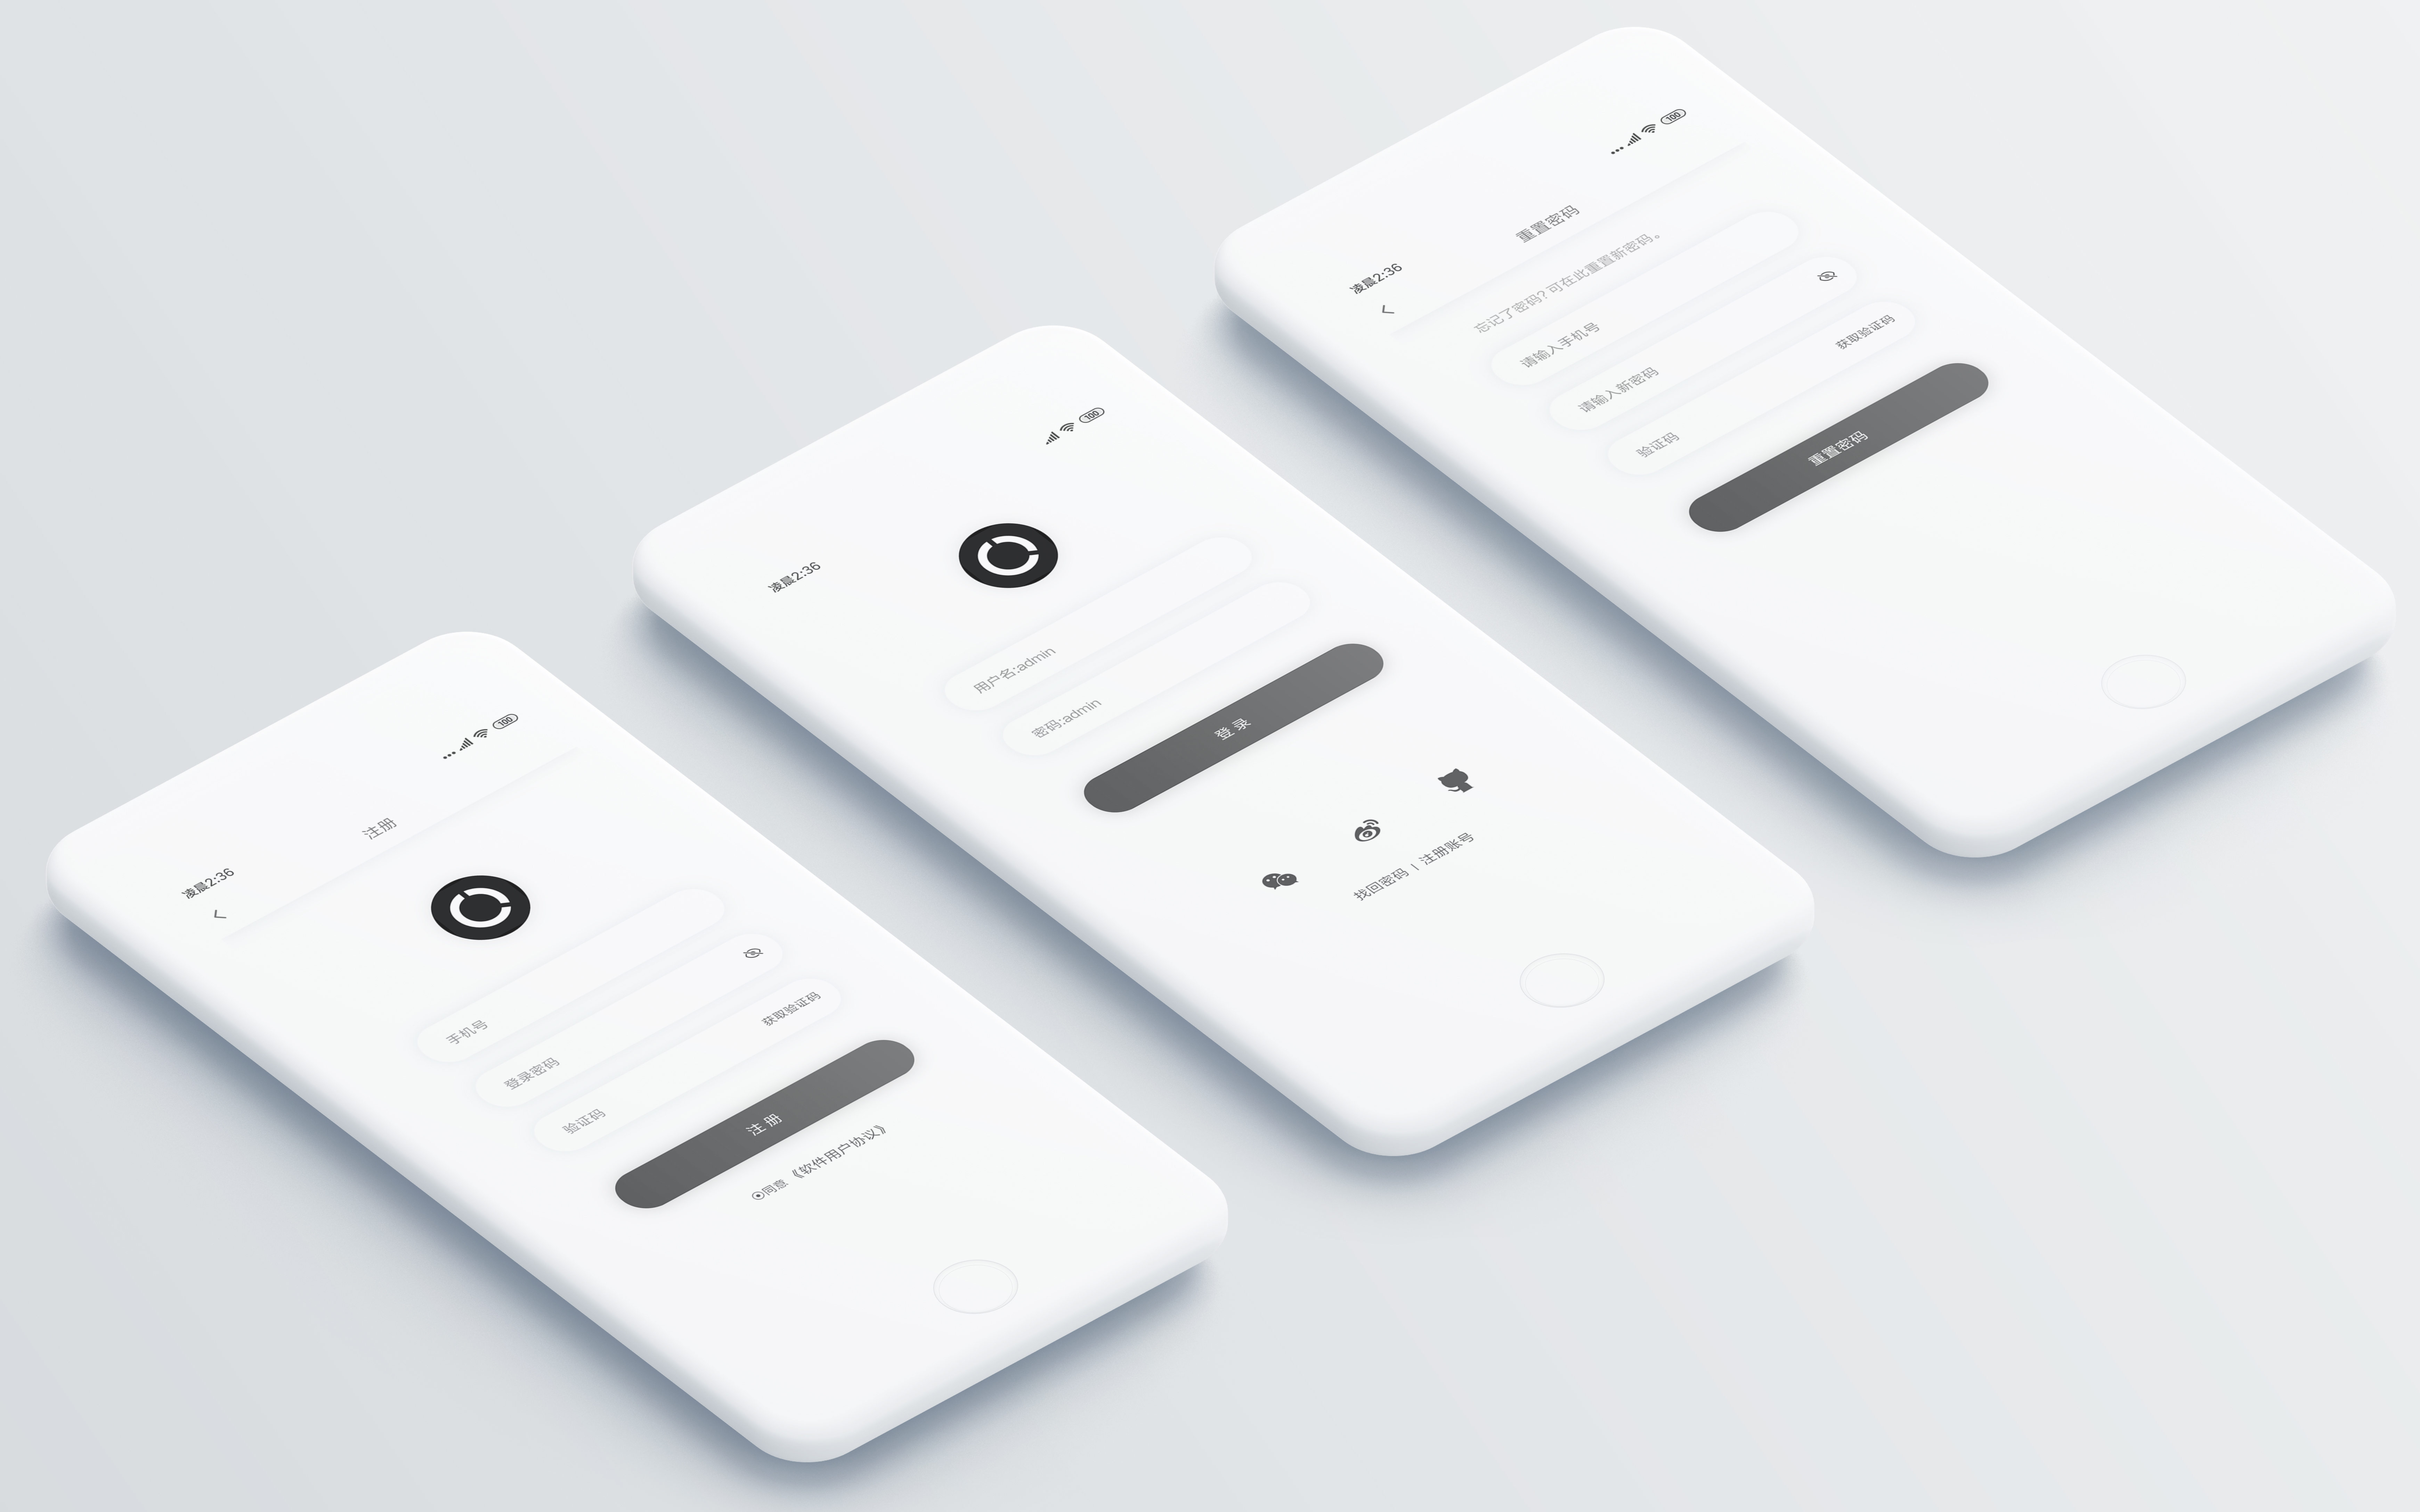 凌晨2:36
100
注册
手机号
登录密码
验证码 获取验证码
注 册
同意《软件用户协议》
凌晨2:36
100
用户名:admin
密码:admin
登 录
找回密码 | 注册账号
凌晨2:36
100
重置密码
忘记了密码?可在此重置新密码。
请输入手机号
请输入新密码
验证码 获取验证码
重置密码